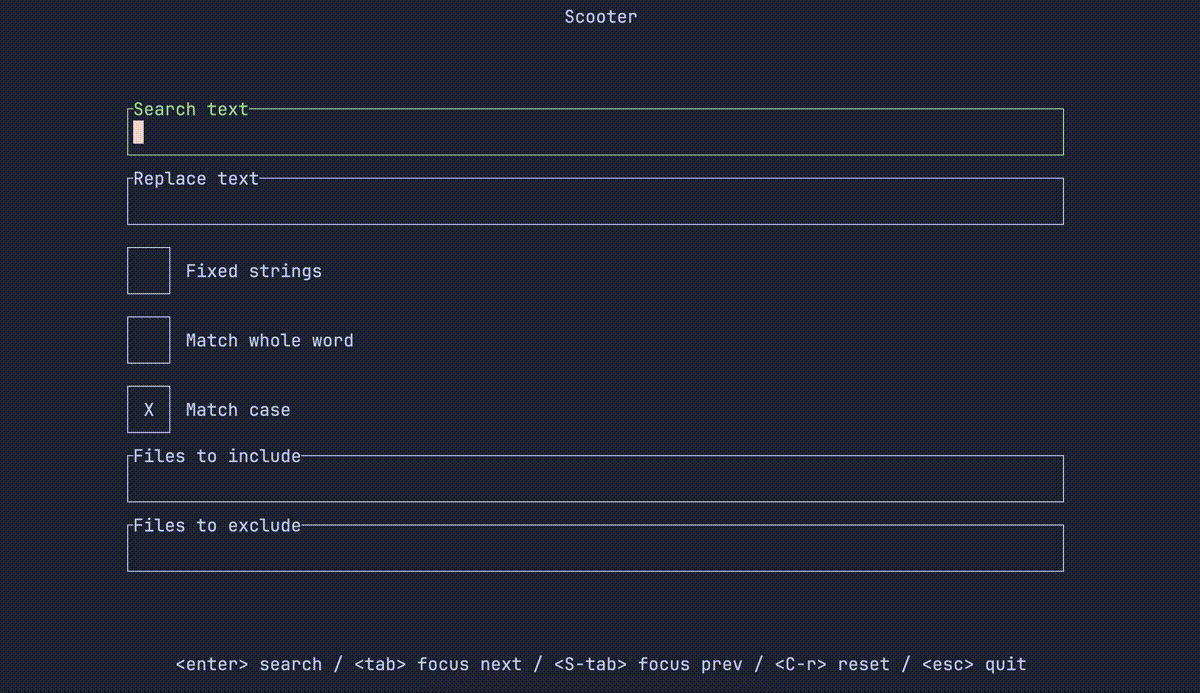 Scooter
Search text
Replace text
Fixed strings
Match whole word
X Match case
Files to include
Files to exclude
<enter> search / <tab> focus next / <S-tab> focus prev / <C-r> reset / <esc> quit